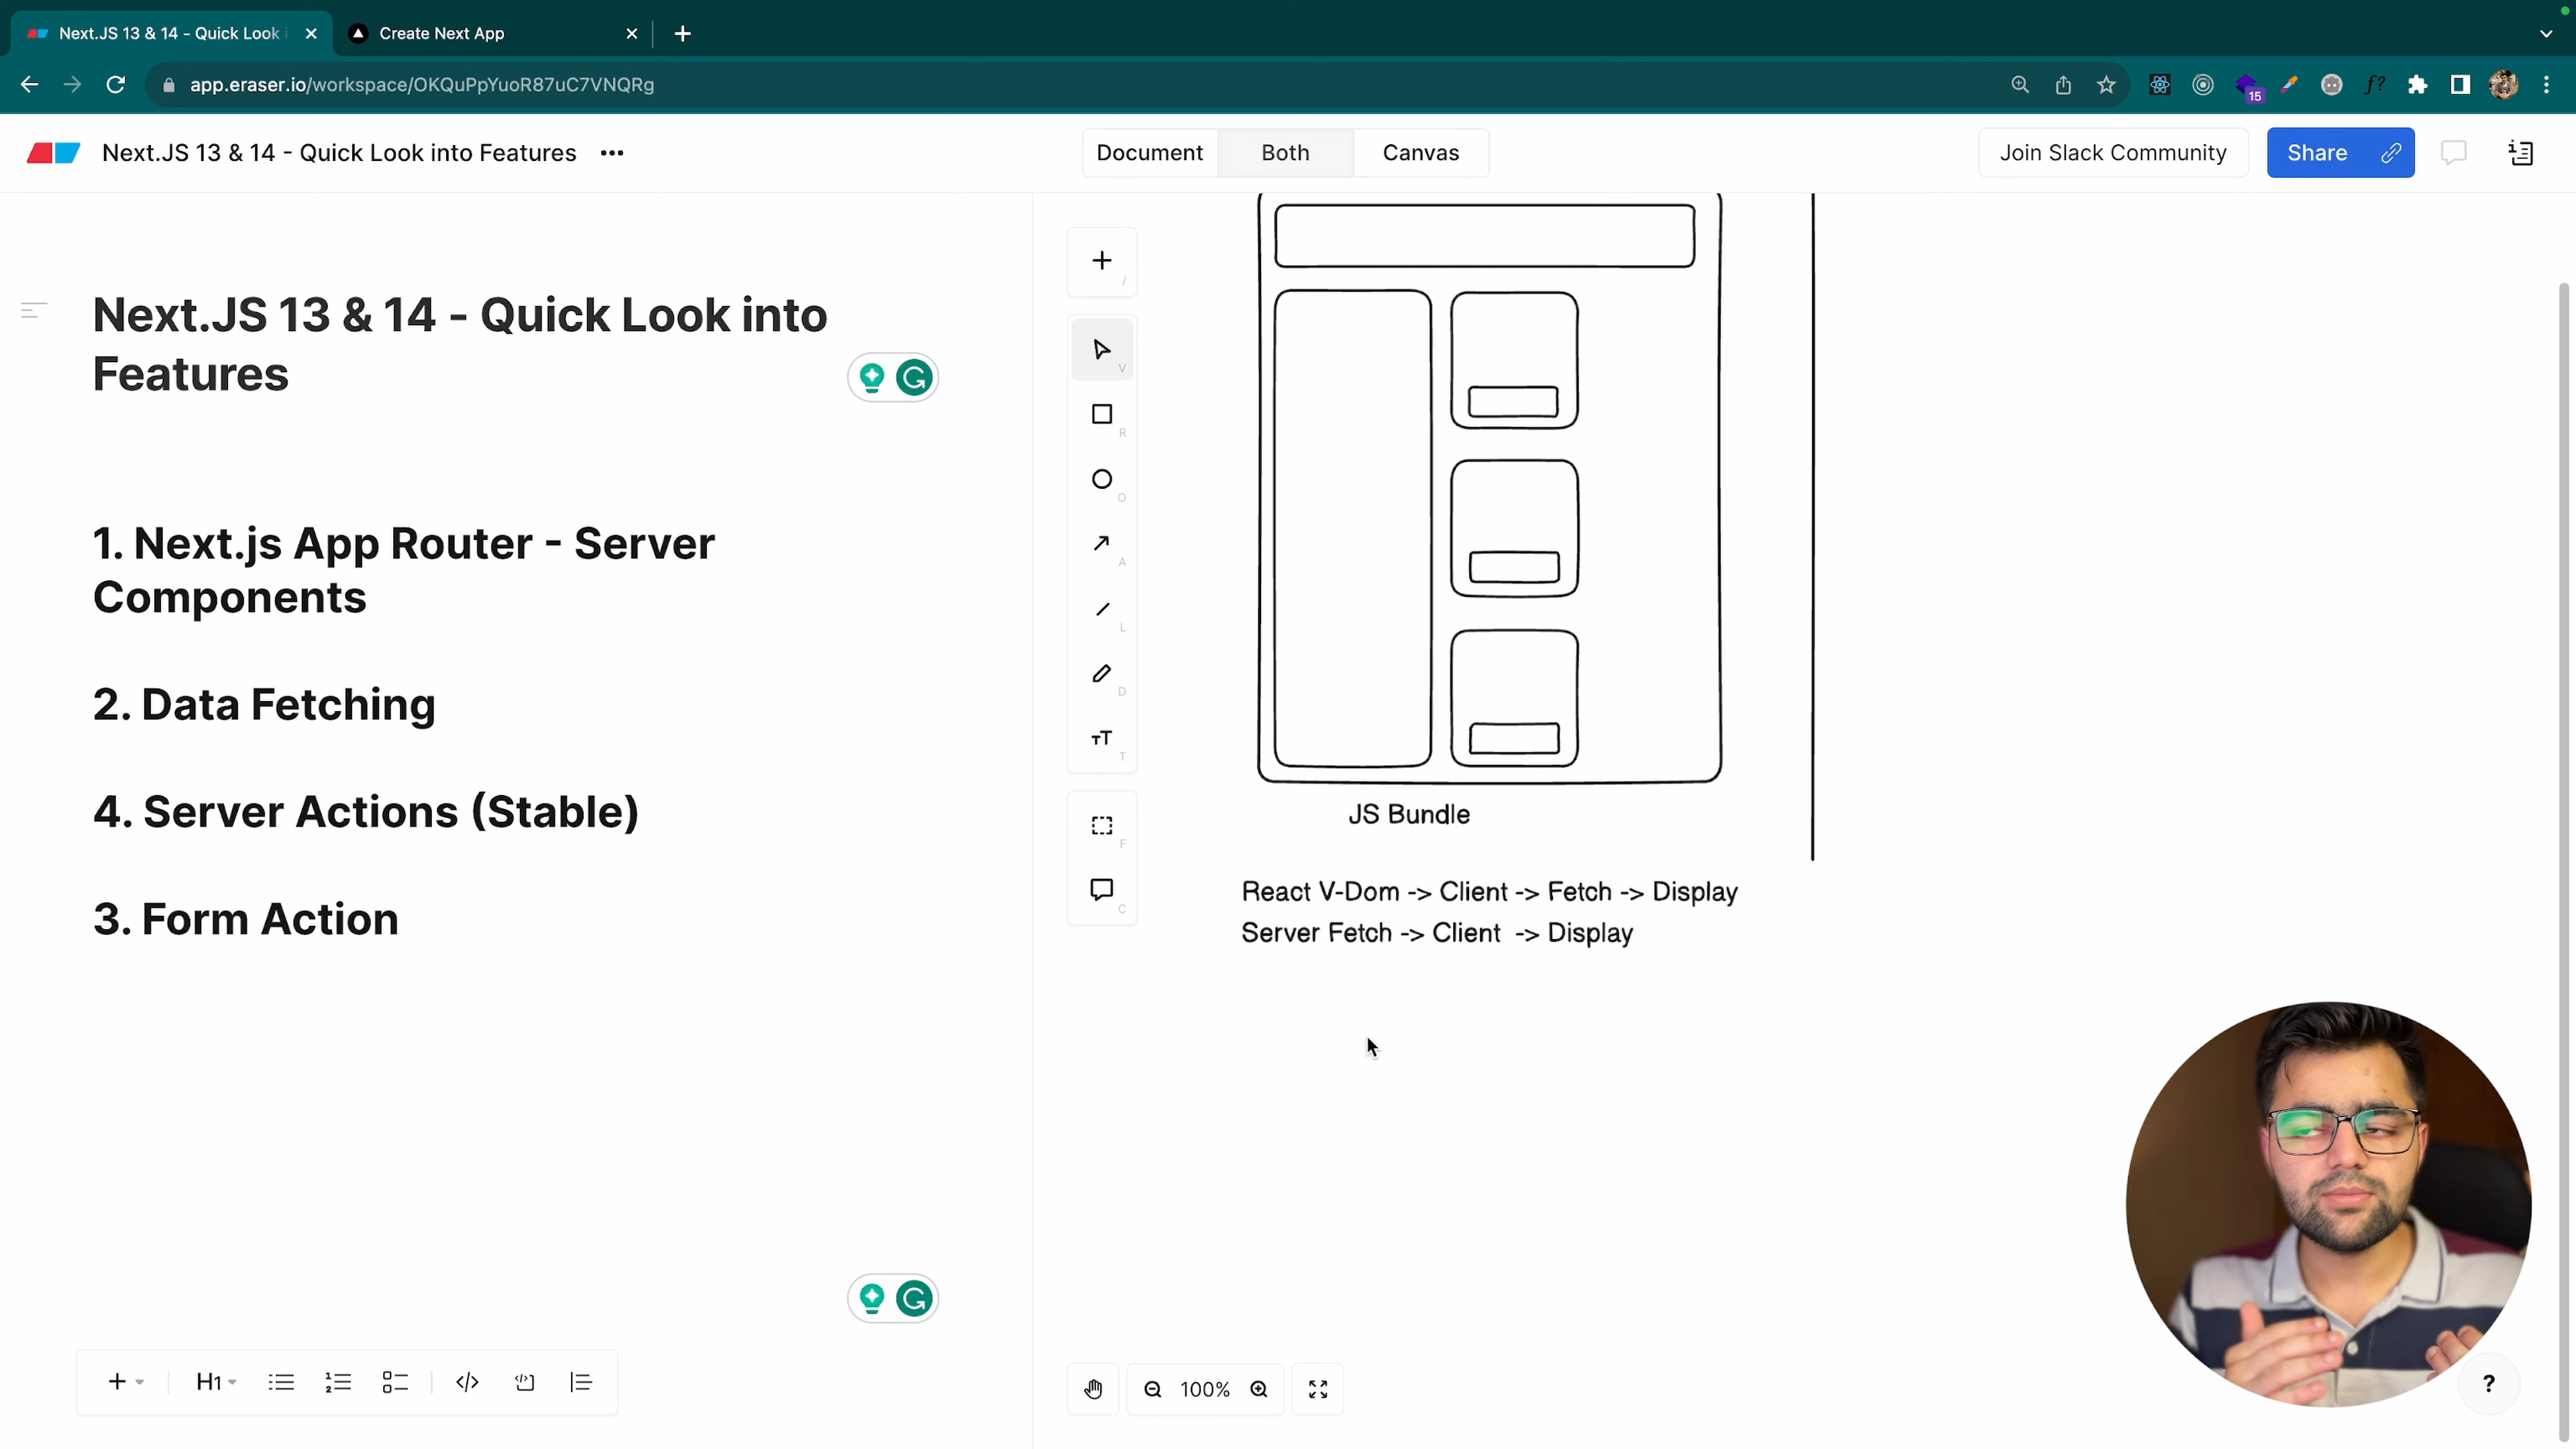 Next.JS 13 & 14 - Quick Look i
Create Next App
app.eraser.io/workspace/OKQuPpYuoR87uC7VNQRg
f?
15
Next.JS 13 & 14 - Quick Look into Features
Document
Both
Canvas
Join Slack Community
Share
Next.JS 13 & 14 - Quick Look into
Features
1. Next.js App Router - Server
Components
2. Data Fetching
4. Server Actions (Stable)
3. Form Action
H1
/
V
R
O
A
L
D
TT
T
F
C
JS Bundle
React V-Dom -> Client -> Fetch -> Display
Server Fetch -> Client -> Display
100%
?